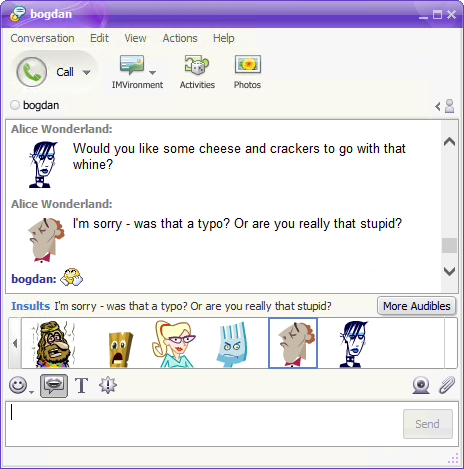 bogdan
Conversation Edit View Actions Help
Call
IMVironment Activities Photos
bogdan
Alice Wonderland:
Would you like some cheese and crackers to go with that
whine?
Alice Wonderland:
I'm sorry - was that a typo? Or are you really that stupid?
bogdan:
Insults I'm sorry - was that a typo? Or are you really that stupid? More Audibles
T
Send